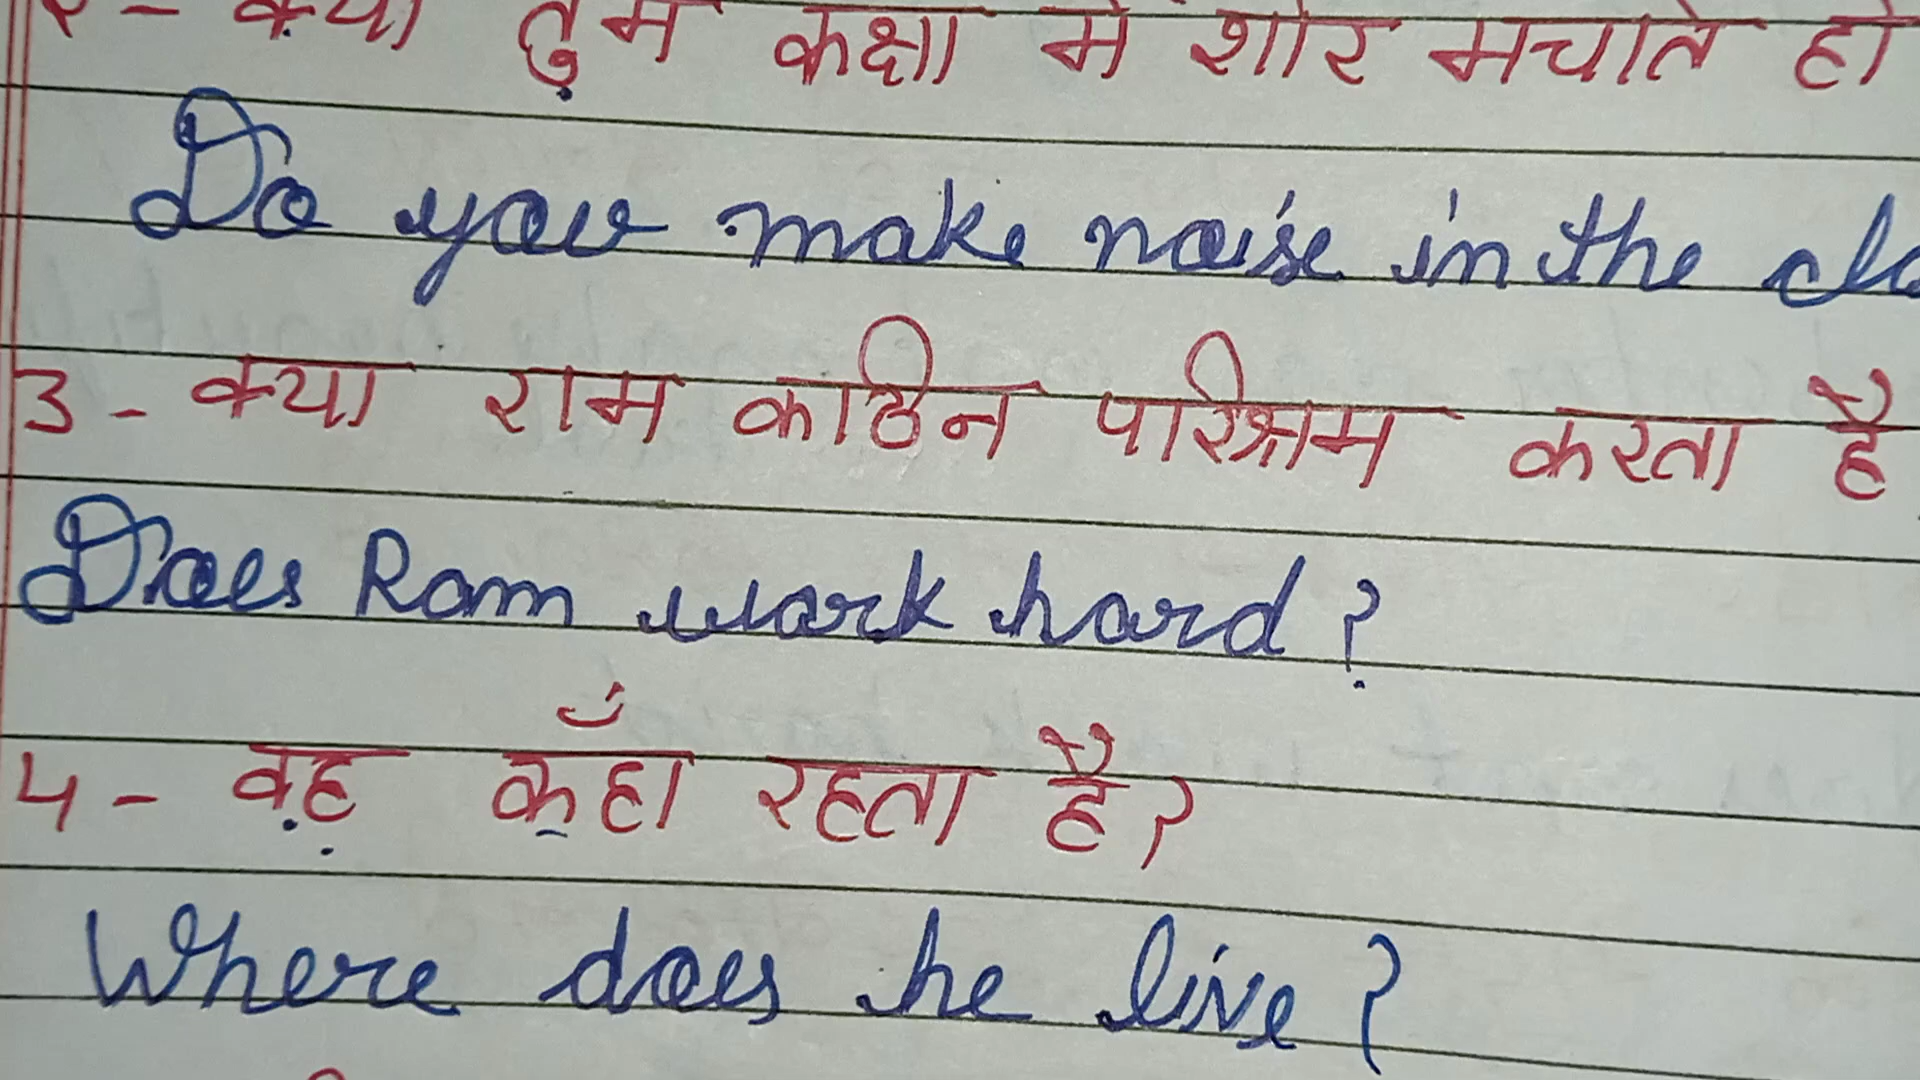 २ - क्या तुम कक्षा में शोर मचाते हो
Do you make noise in the
3 - क्या राम कठिन परिश्रम करता है
Does Ram work hard?
4 - वह कहाँ रहता है?
Where does he live?